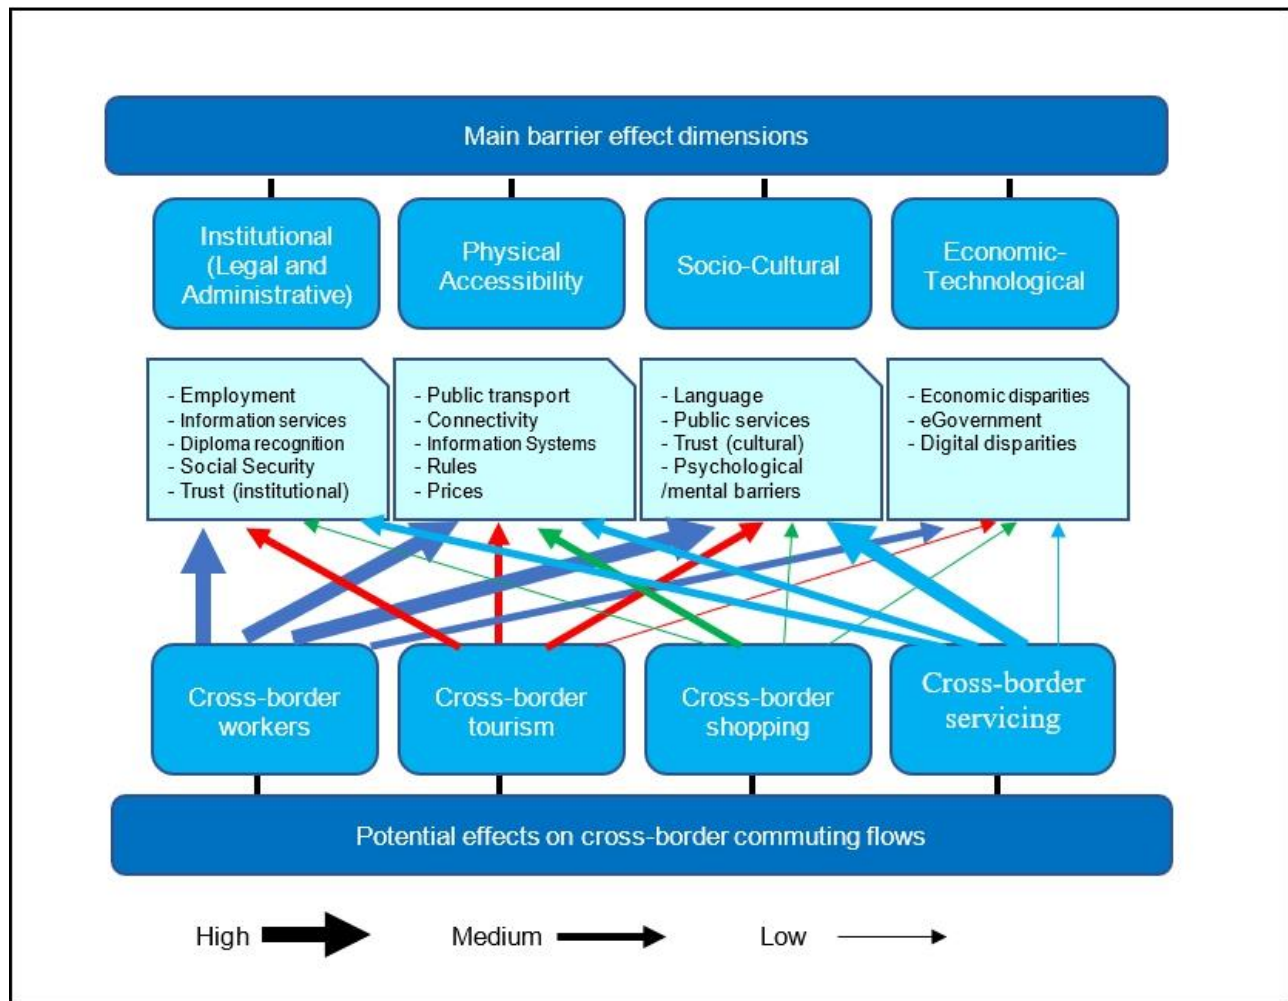 Main barrier effect dimensions
Institutional
(Legal and
Administrative)
Physical
Accessibility
Socio-Cultural
Economic-
Technological
- Employment
- Information services
- Diploma recognition
- Social Security
- Trust (institutional)
- Public transport
- Connectivity
- Information Systems
- Rules
- Prices
- Language
- Public services
- Trust (cultural)
- Psychological
/mental barriers
- Economic disparities
- eGovernment
- Digital disparities
Cross-border
workers
Cross-border
tourism
Cross-border
shopping
Cross-border
servicing
Potential effects on cross-border commuting flows
High
Medium
Low